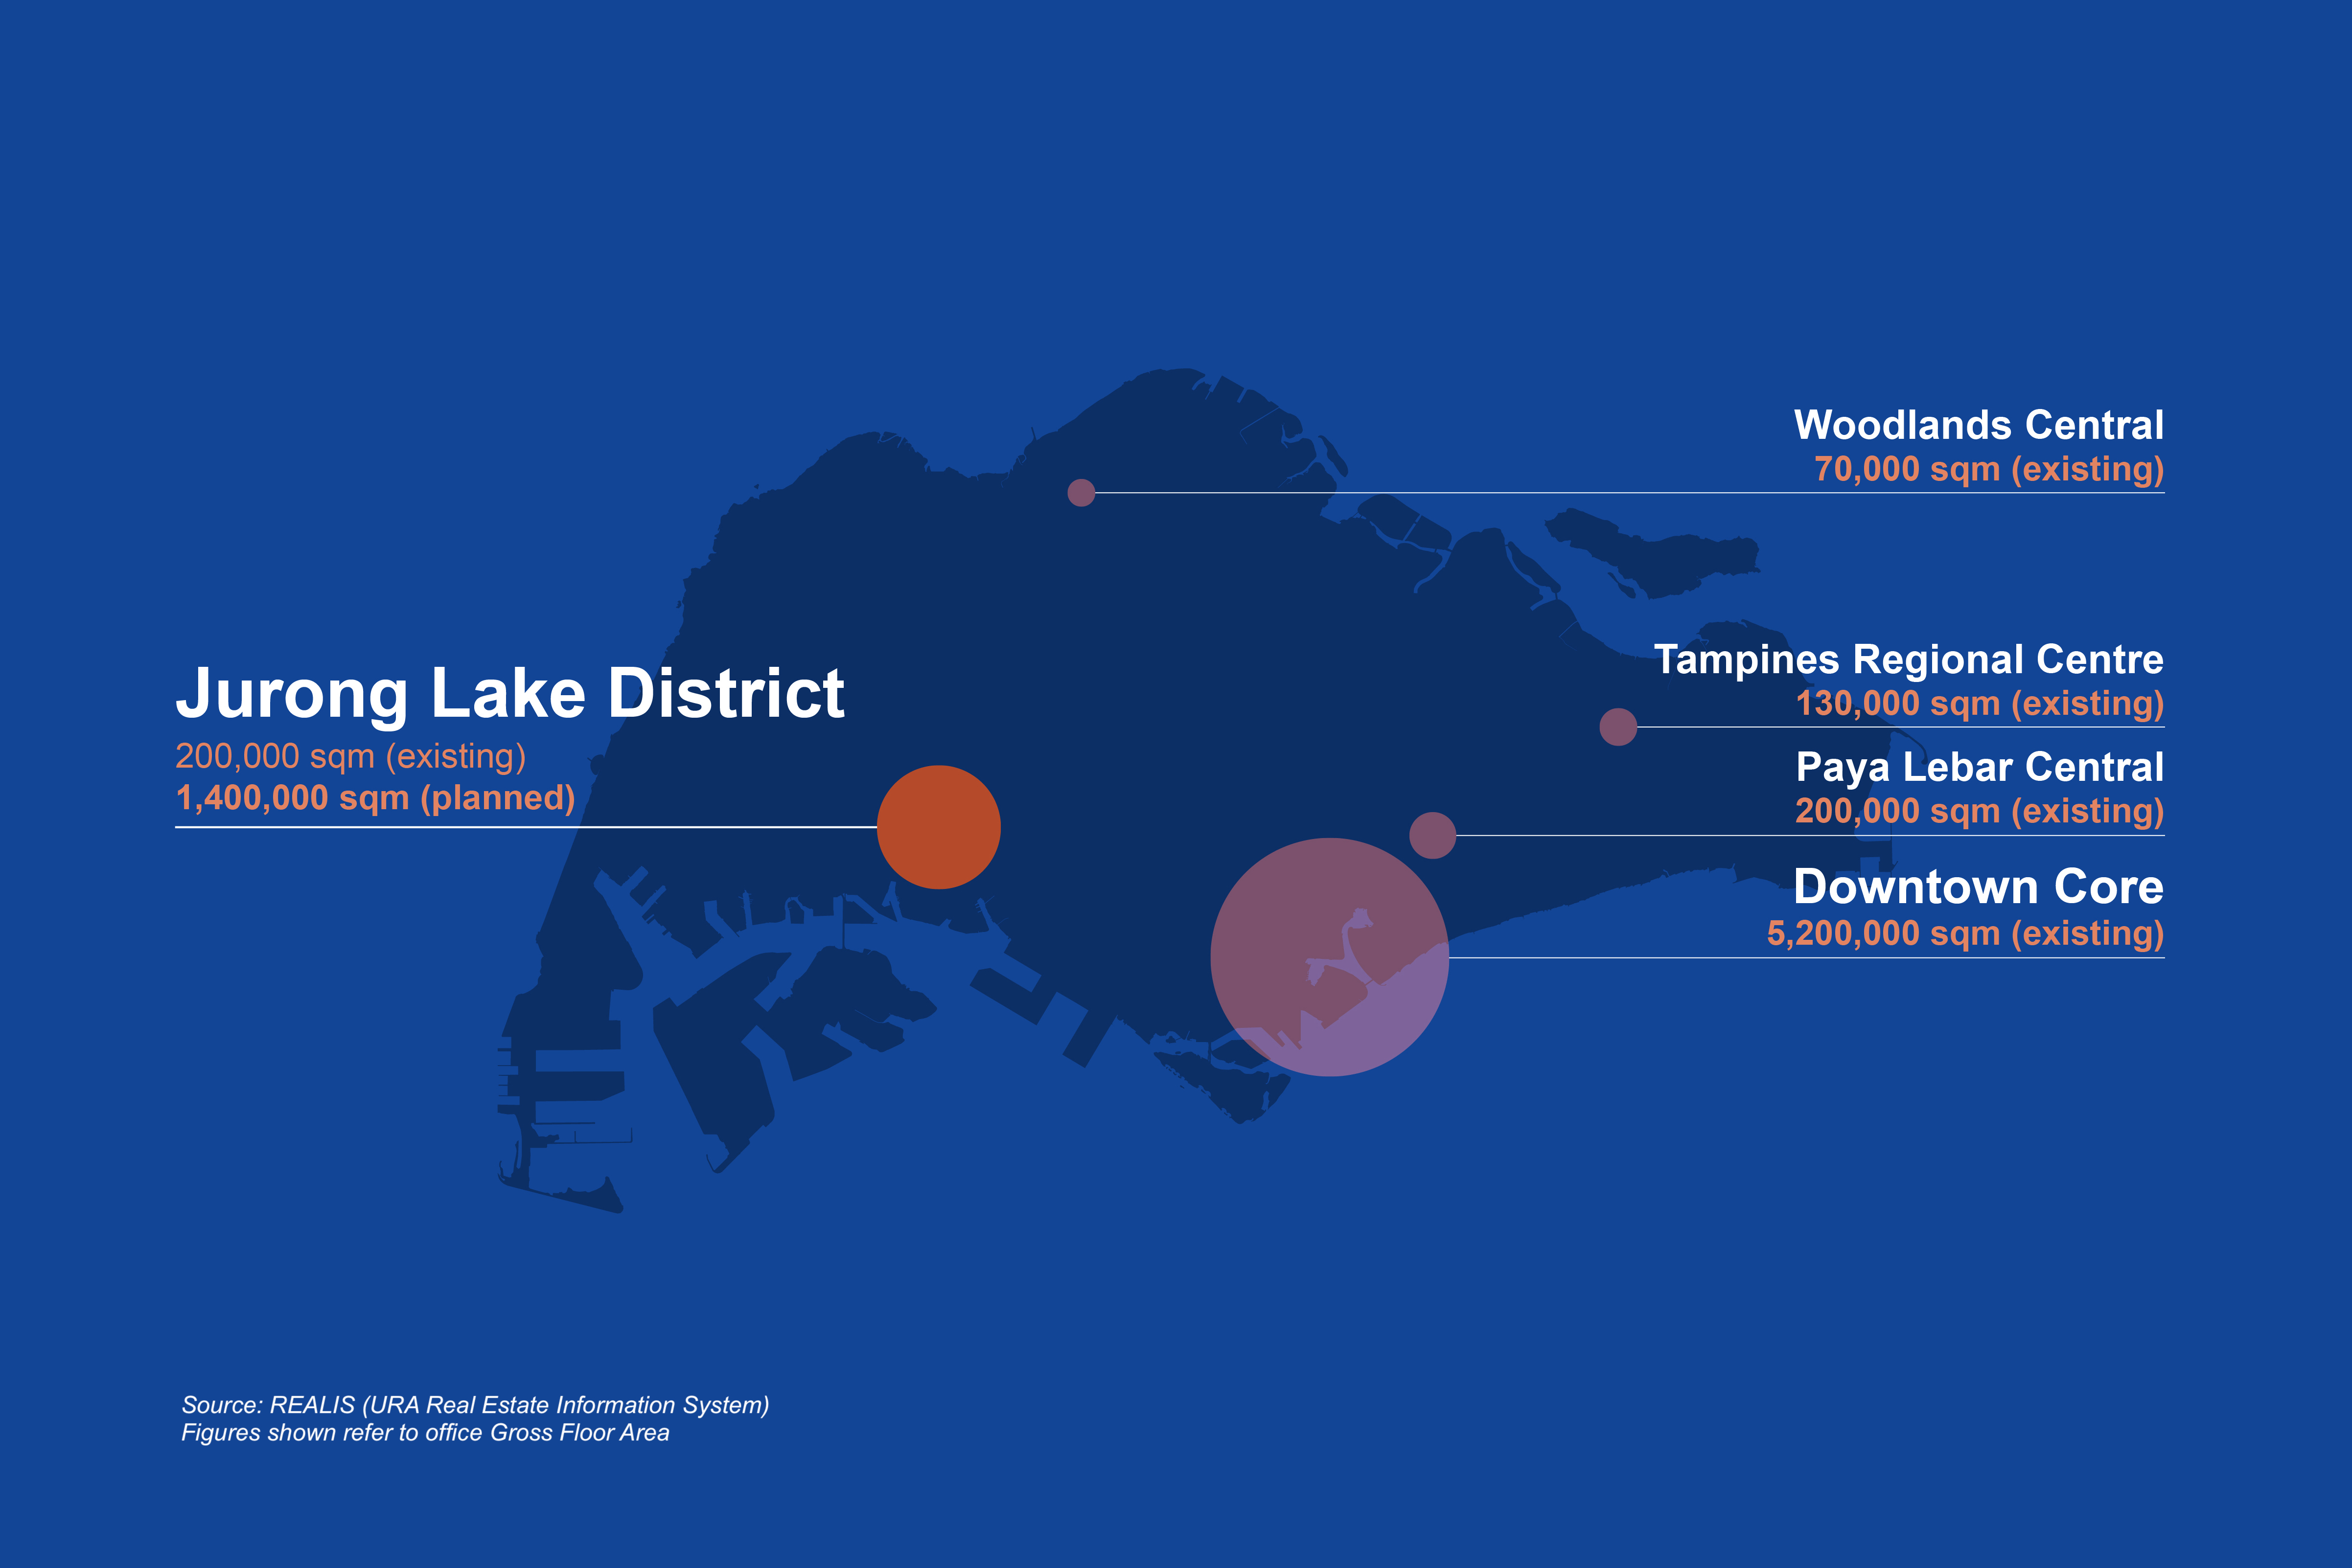 Woodlands Central
70,000 sqm (existing)
Jurong Lake District
200,000 sqm (existing)
1,400,000 sqm (planned)
Tampines Regional Centre
130,000 sqm (existing)
Paya Lebar Central
200,000 sqm (existing)
Downtown Core
5,200,000 sqm (existing)
Source: REALIS (URA Real Estate Information System)
Figures shown refer to office Gross Floor Area